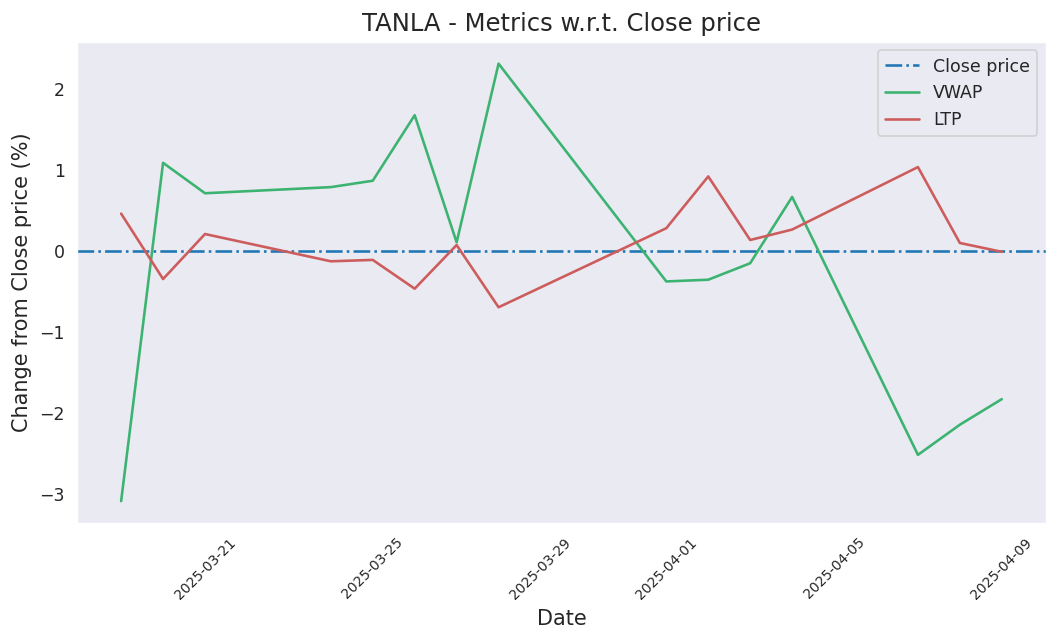 TANLA - Metrics w.r.t. Close price
Close price
VWAP
LTP
Change from Close price (%)
2
1
0
−1
−2
−3
2025-03-21
2025-03-25
2025-03-29
2025-04-01
2025-04-05
2025-04-09
Date